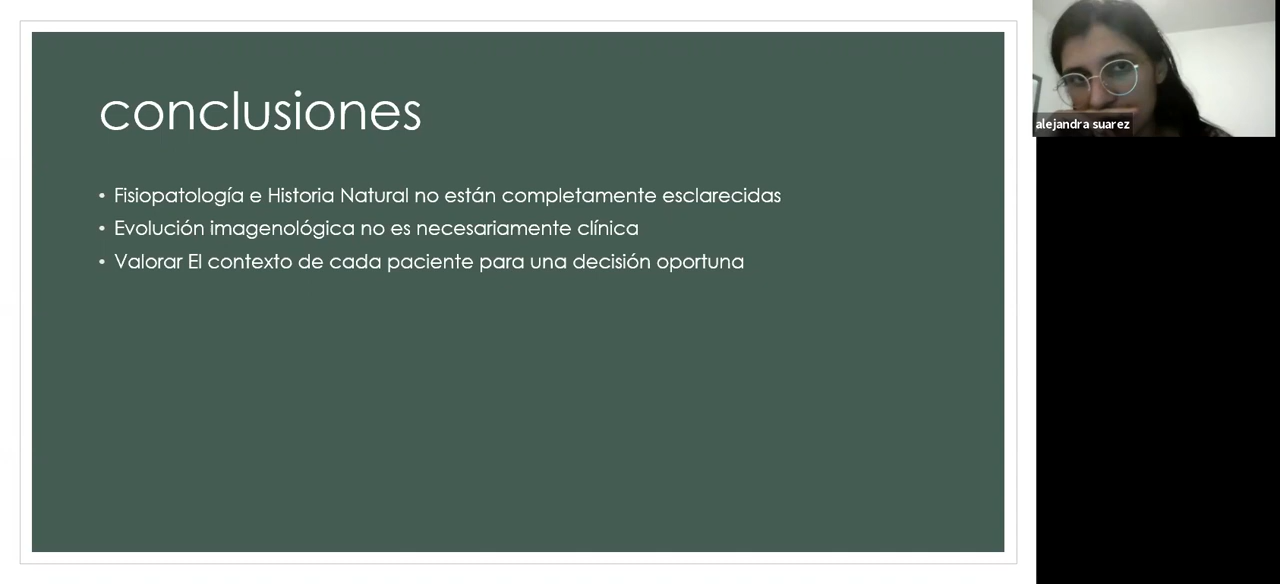 conclusiones
• Fisiopatología e Historia Natural no están completamente esclarecidas
• Evolución imagenológica no es necesariamente clínica
• Valorar El contexto de cada paciente para una decisión oportuna
alejandra suarez